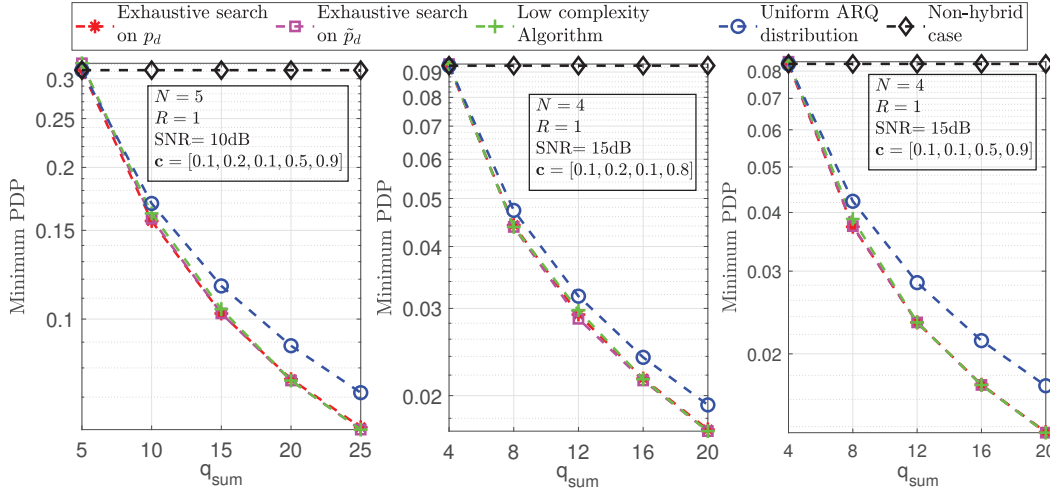 Exhaustive search on $p_d$
Exhaustive search on $\tilde{p}_d$
Low complexity Algorithm
Uniform ARQ distribution
Non-hybrid case
Minimum PDP
0.3
0.2
0.1
N = 5
R = 1
SNR= 10dB
c = [0.1, 0.2, 0.1, 0.5, 0.9]
5 10 15 20 25
q_sum
Minimum PDP
0.09
0.08
0.07
0.06
0.05
0.04
0.03
0.02
N = 4
R = 1
SNR= 15dB
c = [0.1, 0.2, 0.1, 0.8]
4 8 12 16 20
q_sum
Minimum PDP
0.08
0.07
0.06
0.05
0.04
0.03
0.02
N = 4
R = 1
SNR= 15dB
c = [0.1, 0.1, 0.5, 0.9]
4 8 12 16 20
q_sum